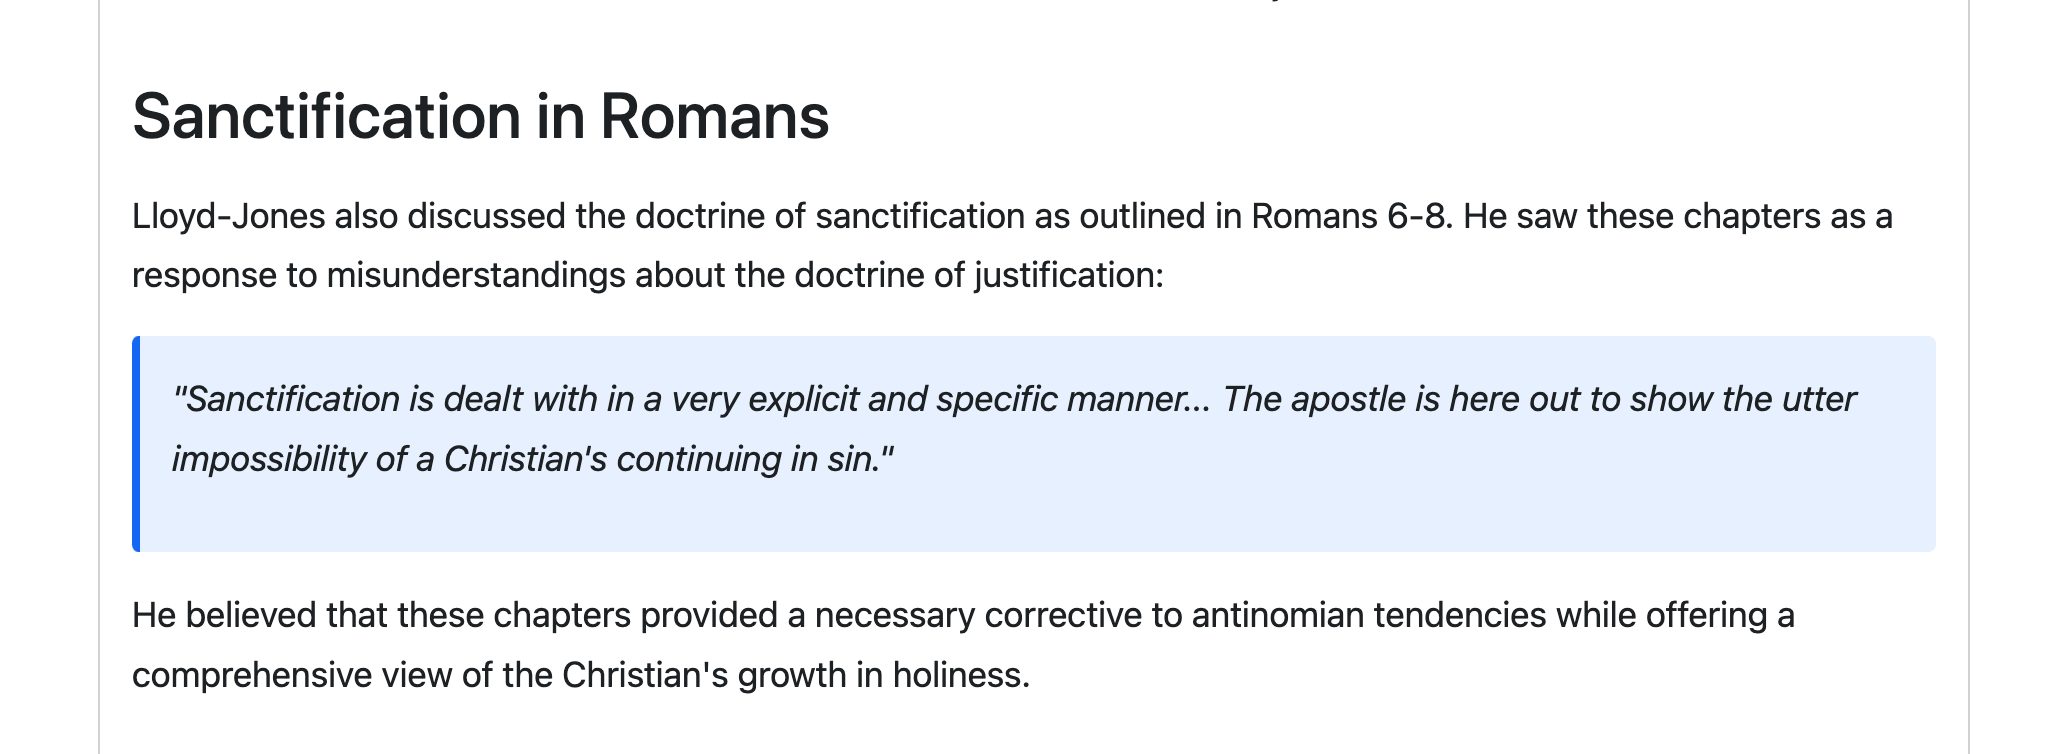 Sanctification in Romans
Lloyd-Jones also discussed the doctrine of sanctification as outlined in Romans 6-8. He saw these chapters as a
response to misunderstandings about the doctrine of justification:
"Sanctification is dealt with in a very explicit and specific manner... The apostle is here out to show the utter
impossibility of a Christian's continuing in sin."
He believed that these chapters provided a necessary corrective to antinomian tendencies while offering a
comprehensive view of the Christian's growth in holiness.